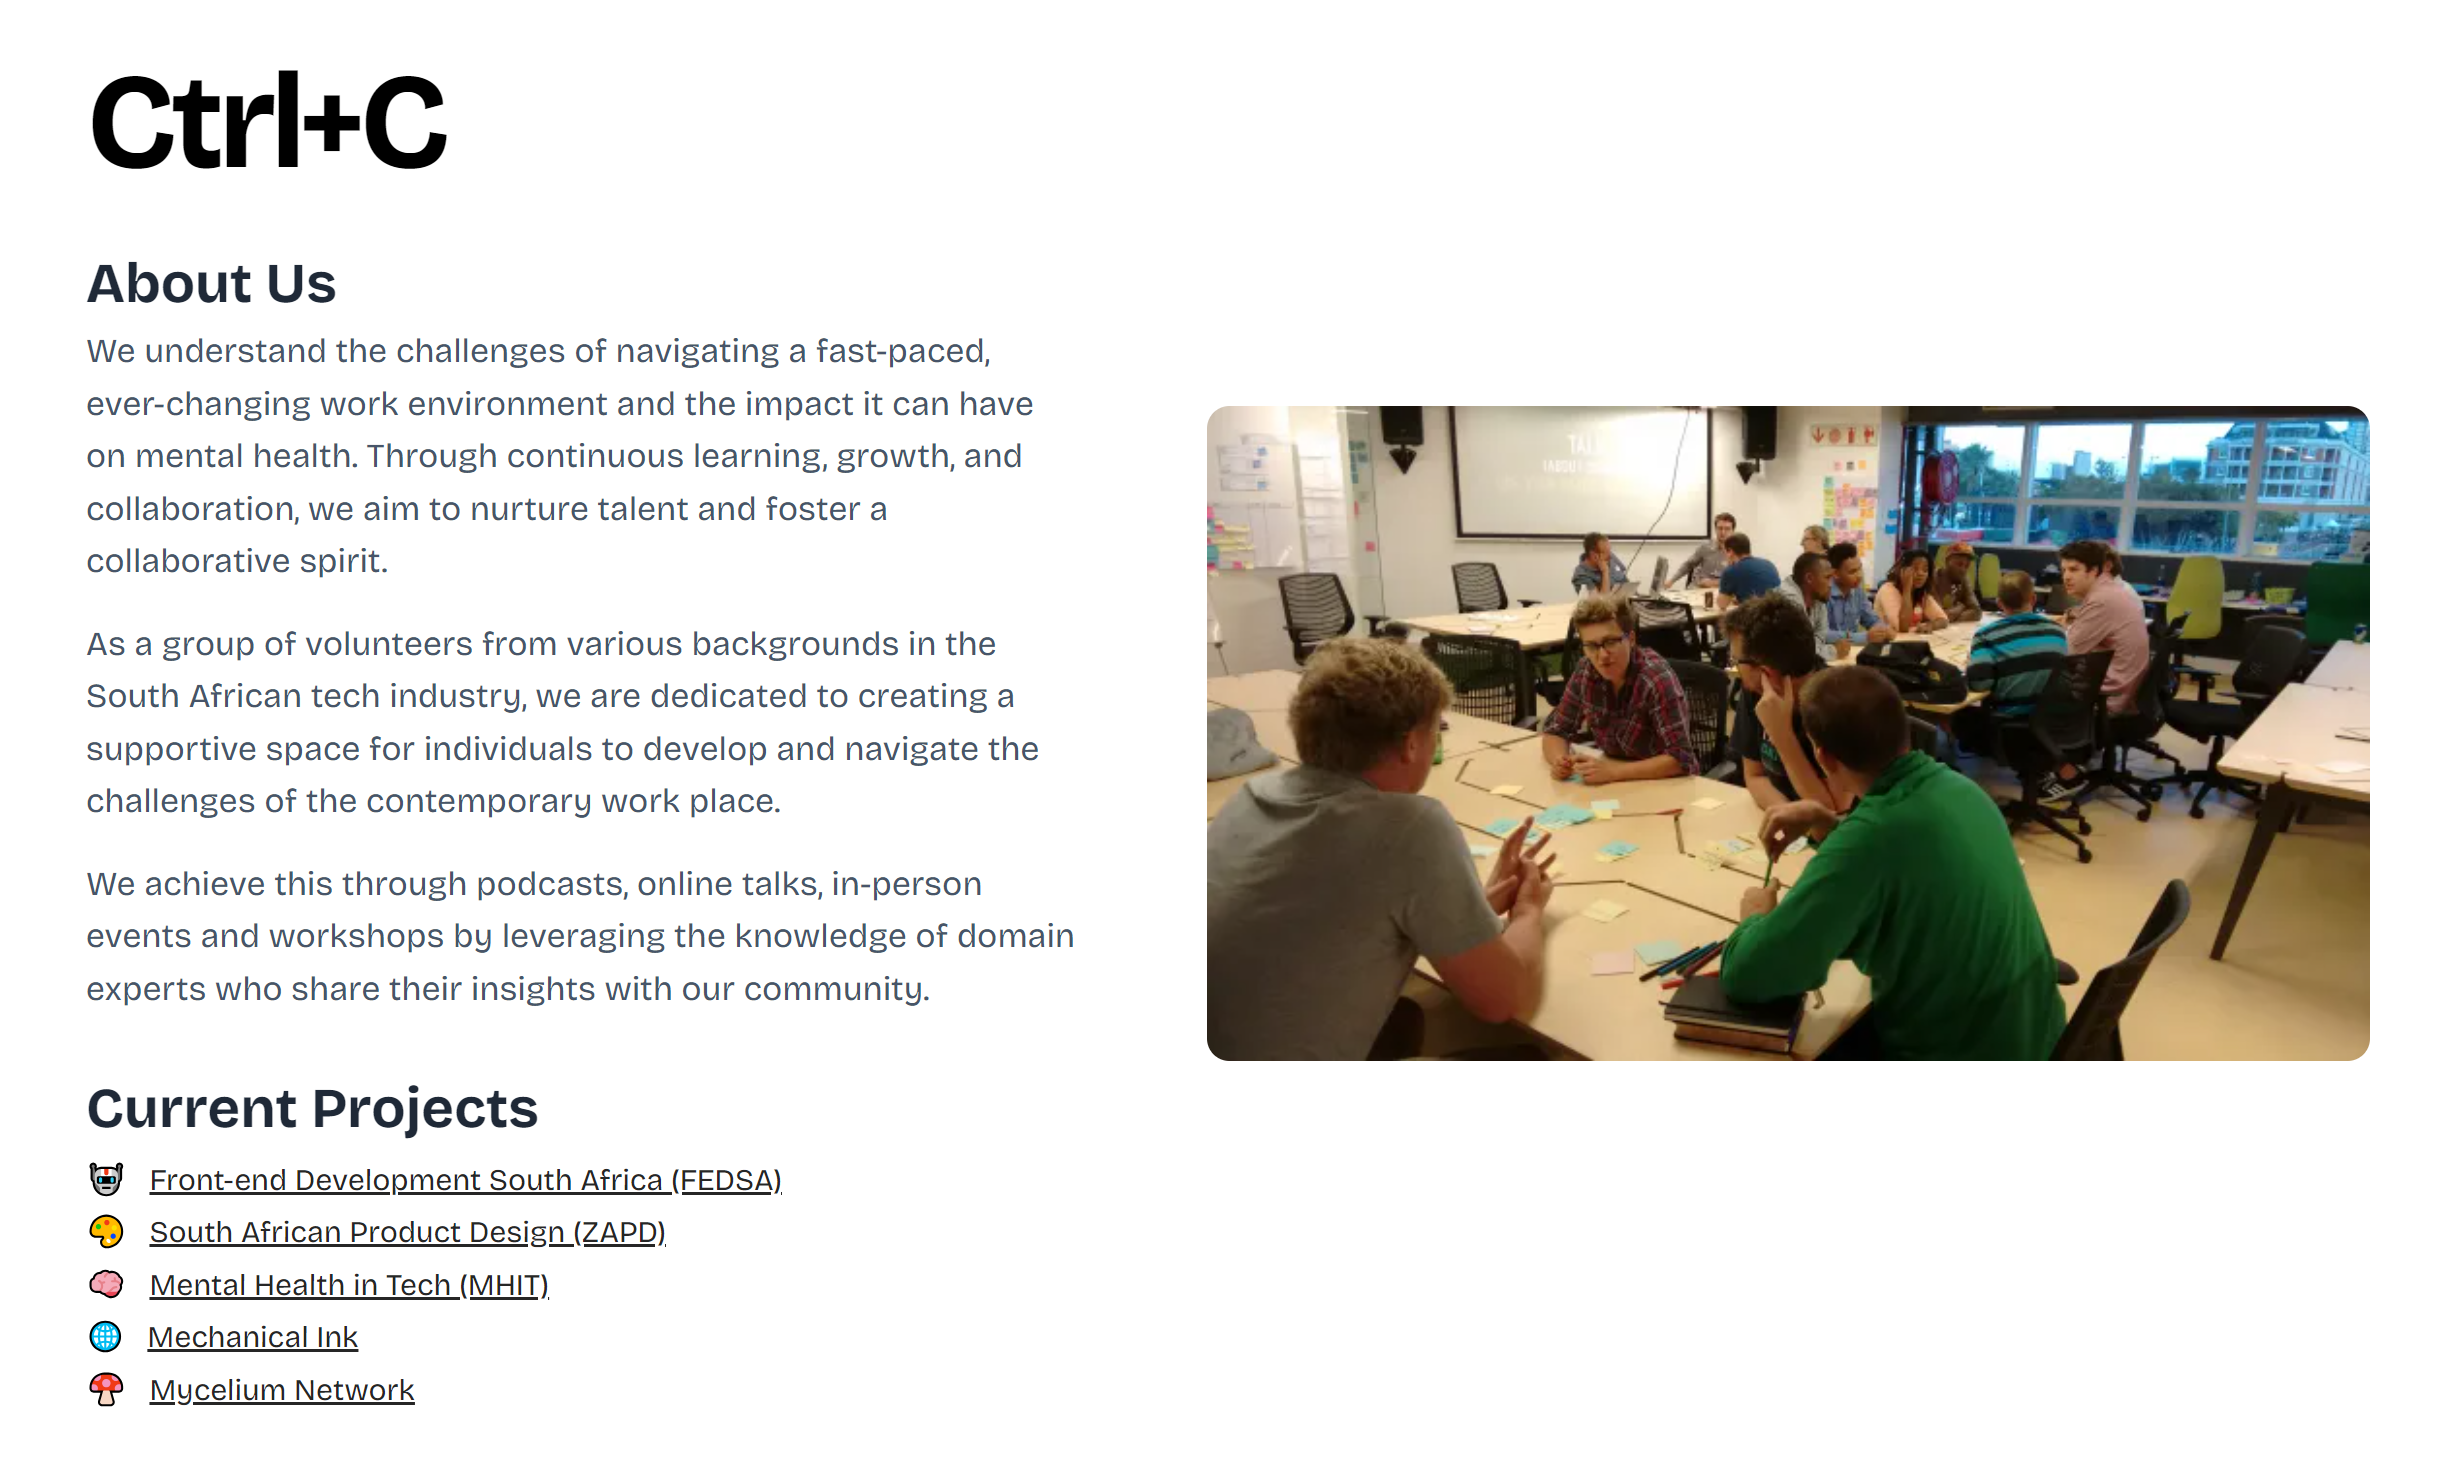 Ctrl+C
About Us
We understand the challenges of navigating a fast-paced,
ever-changing work environment and the impact it can have
on mental health. Through continuous learning, growth, and
collaboration, we aim to nurture talent and foster a
collaborative spirit.
As a group of volunteers from various backgrounds in the
South African tech industry, we are dedicated to creating a
supportive space for individuals to develop and navigate the
challenges of the contemporary work place.
We achieve this through podcasts, online talks, in-person
events and workshops by leveraging the knowledge of domain
experts who share their insights with our community.
Current Projects
Front-end Development South Africa (FEDSA)
South African Product Design (ZAPD)
Mental Health in Tech (MHIT)
Mechanical Ink
Mycelium Network